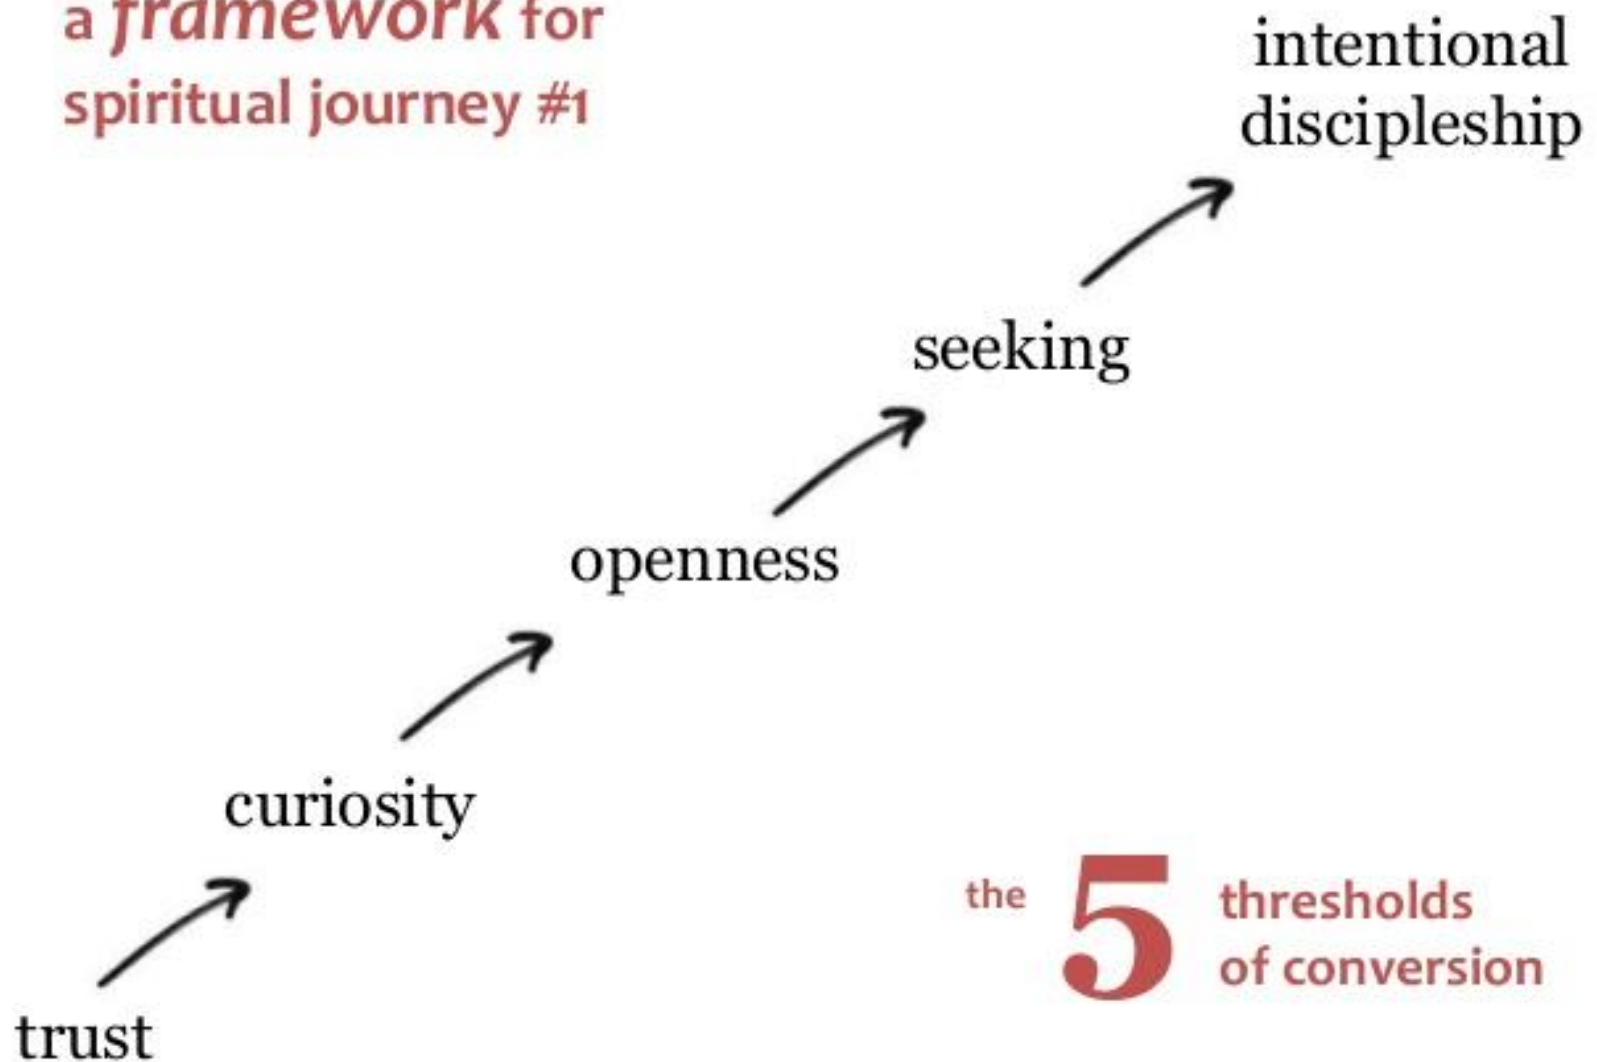 a framework for
spiritual journey #1
intentional
discipleship
seeking
openness
curiosity
trust
the 5 thresholds
of conversion